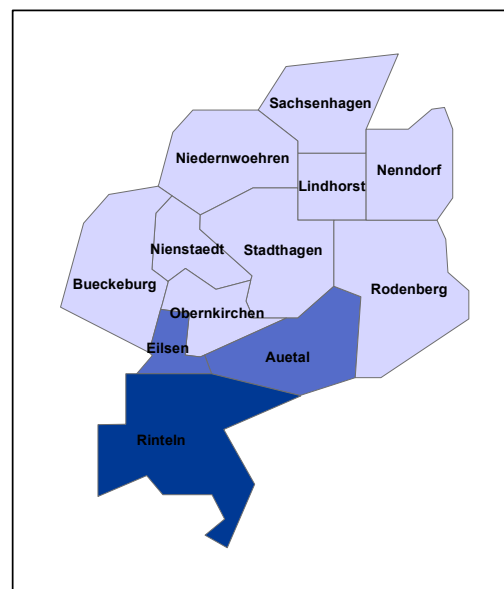 Sachsenhagen
Niedernwoehren
Nenndorf
Lindhorst
Nienstaedt
Stadthagen
Bueckeburg
Rodenberg
Obernkirchen
Eilsen
Auetal
Rinteln